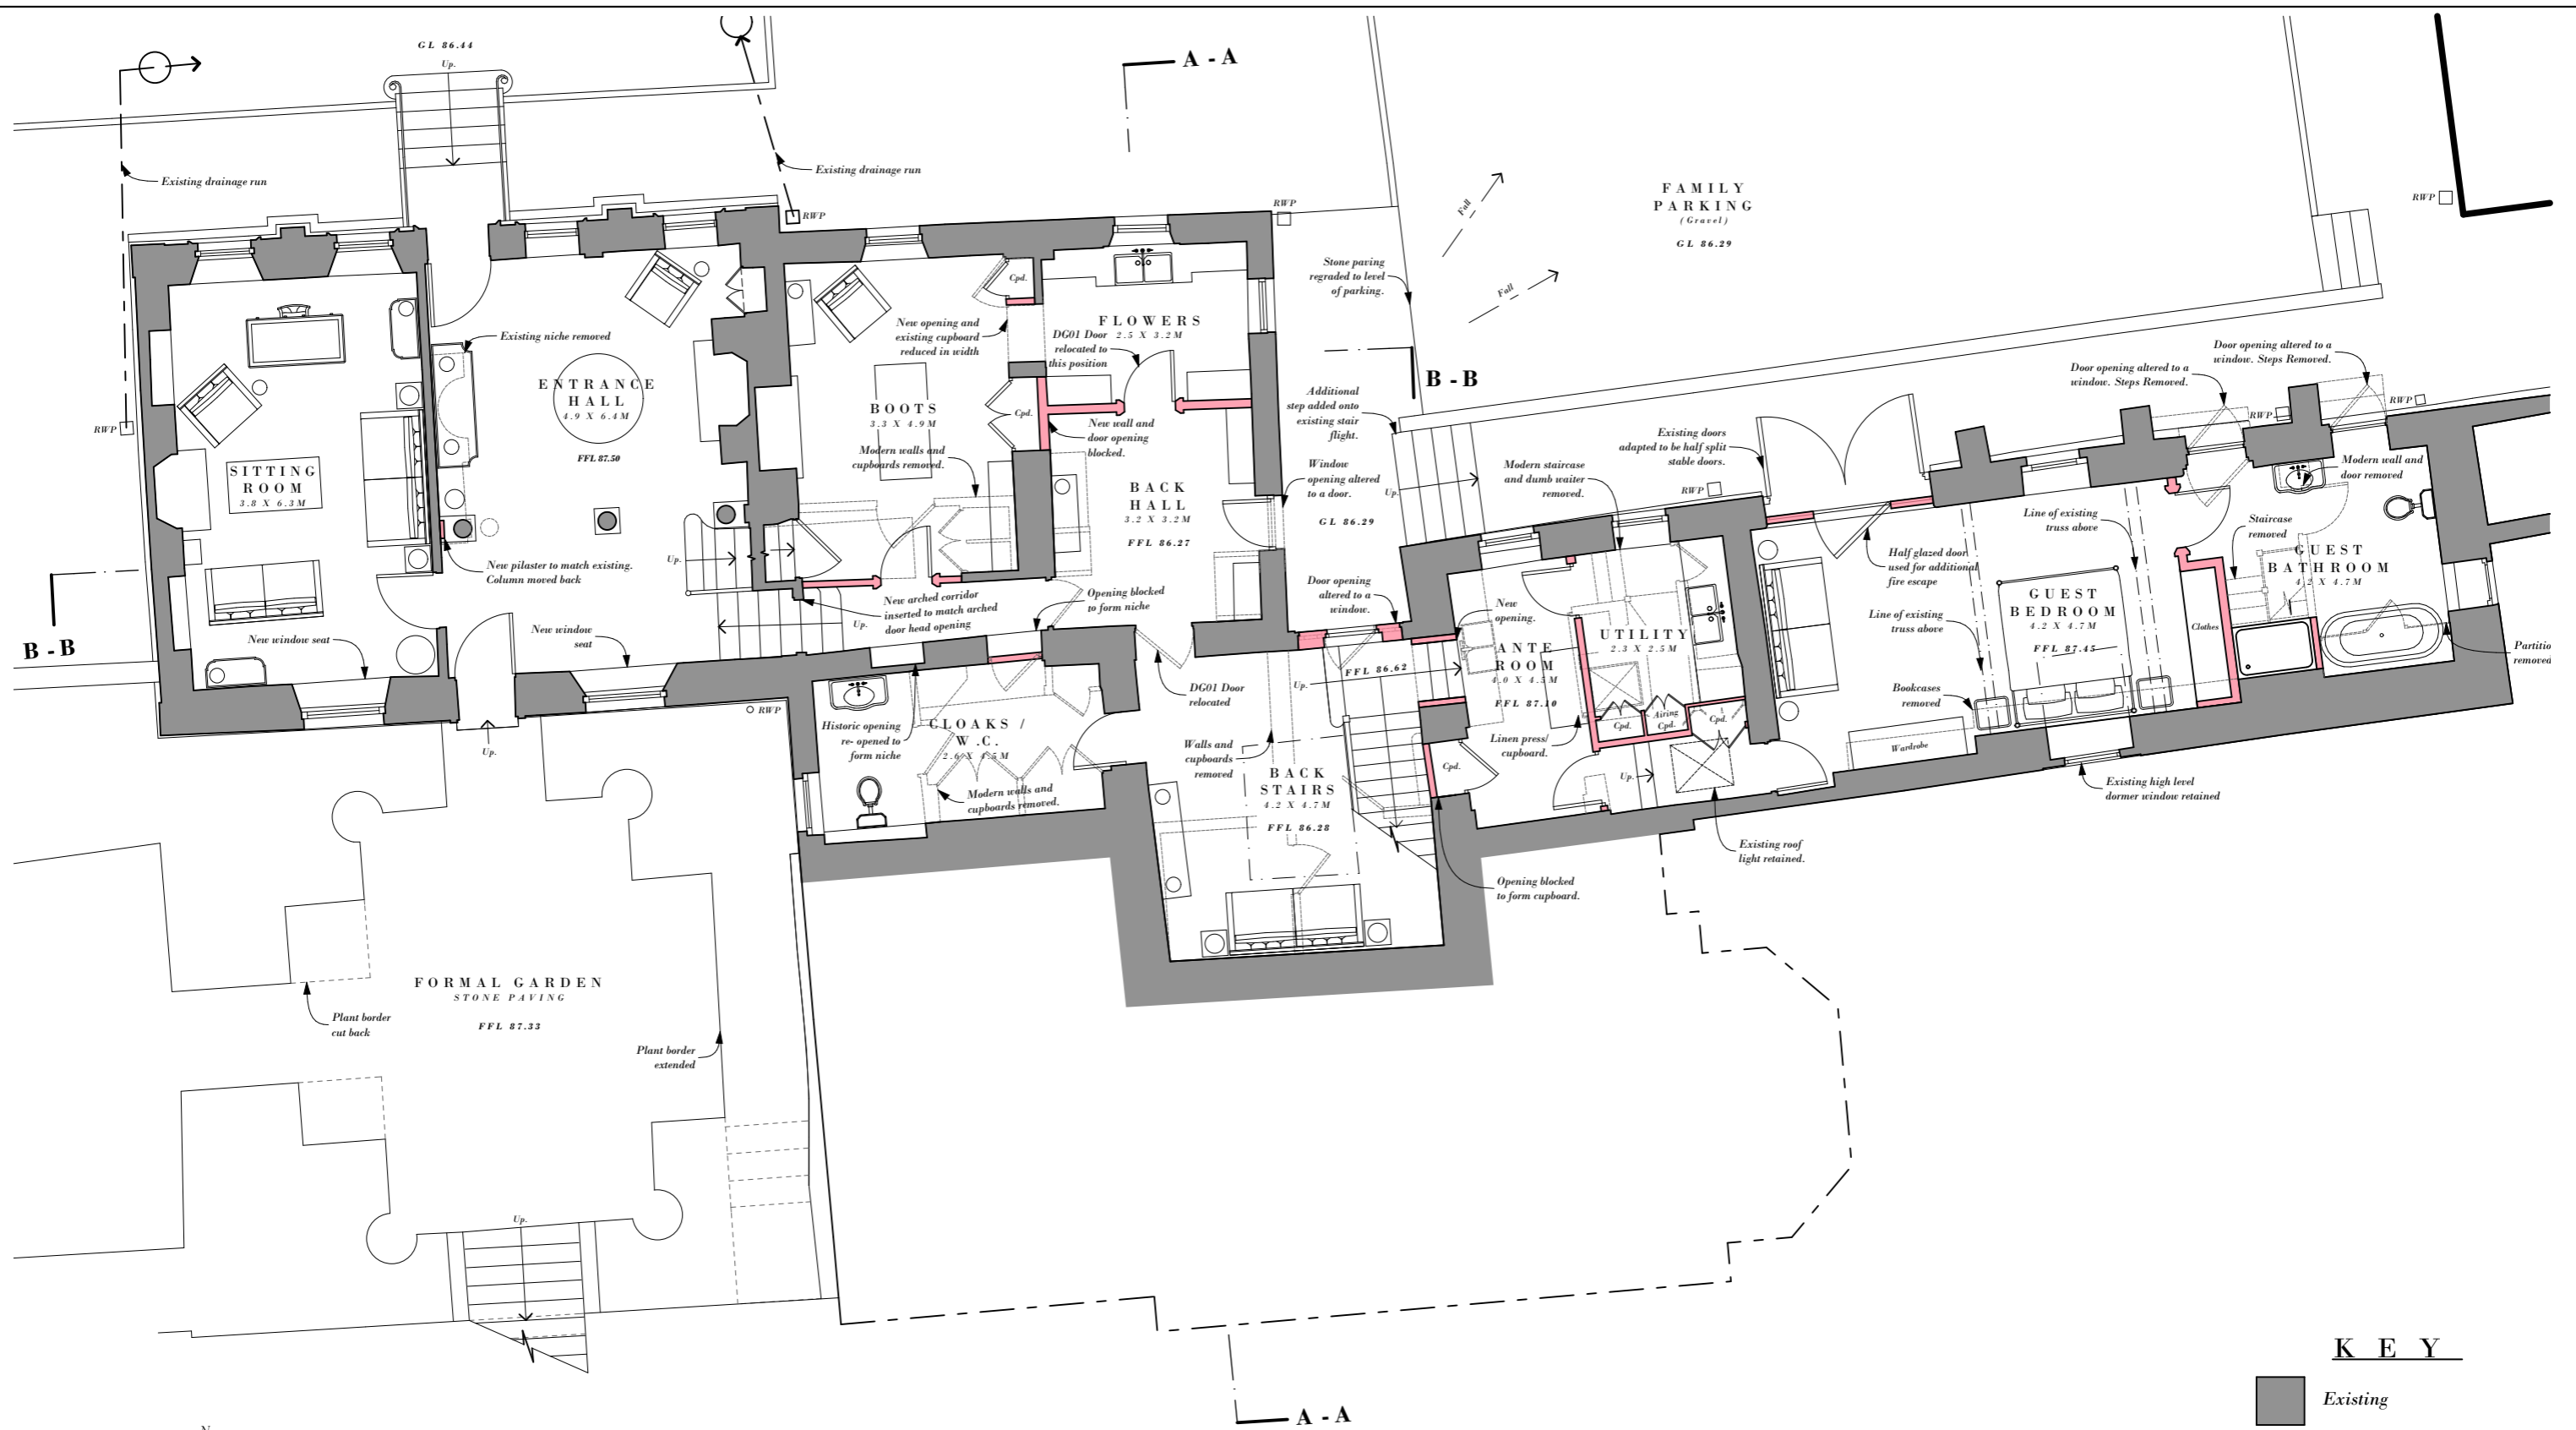 GL 86.44
Up.
A - A
Existing drainage run
Existing drainage run
RWP
RWP
FAMILY
PARKING
(Gravel)
GL 86.29
RWP
Fall
Fall
Stone paving
regraded to level
of parking.
Cpd.
New opening and
existing cupboard
reduced in width
FLOWERS
2.5 X 3.2M
DG01 Door
relocated to
this position
Existing niche removed
ENTRANCE
HALL
4.9 X 6.4M
FFL 87.50
BOOTS
3.3 X 4.9M
Cpd.
Modern walls and
cupboards removed.
New wall and
door opening
blocked.
B - B
Additional
step added onto
existing stair
flight.
Door opening altered to a
window. Steps Removed.
Door opening altered to a
window. Steps Removed.
RWP
RWP
RWP
SITTING
ROOM
3.8 X 6.3M
Existing doors
adapted to be half split
stable doors.
Window
opening altered
to a door.
GL 86.29
Modern staircase
and dumb waiter
removed.
Up.
RWP
Modern wall and
door removed
BACK
HALL
3.2 X 3.2M
FFL 86.27
Line of existing
truss above
Staircase
removed
GUEST
BATHROOM
4.2 X 4.7M
New pilaster to match existing.
Column moved back
Up.
Half glazed door
used for additional
fire escape
New arched corridor
inserted to match arched
door head opening
Up.
Opening blocked
to form niche
Door opening
altered to a
window.
New
opening.
UTILITY
2.3 X 2.5M
Line of existing
truss above
GUEST
BEDROOM
4.2 X 4.7M
FFL 87.45
Clothes
Partitio
removed
B - B
New window seat
New window
seat
ANTE
ROOM
4.0 X 4.5M
FFL 87.10
FFL 86.62
Up.
DG01 Door
relocated
RWP
Up.
Historic opening
re- opened to
form niche
CLOAKS /
W.C.
2.6 X 4.5M
Modern walls and
cupboards removed.
Walls and
cupboards
removed
BACK
STAIRS
4.2 X 4.7M
FFL 86.28
Cpd.
Linen press/
cupboard.
Cpd.
Airing
Cpd.
Cpd.
Up.
Bookcases
removed
Wardrobe
Existing high level
dormer window retained
Existing roof
light retained.
Opening blocked
to form cupboard.
FORMAL GARDEN
STONE PAVING
FFL 87.33
Plant border
cut back
Plant border
extended
Up.
A - A
KEY
Existing